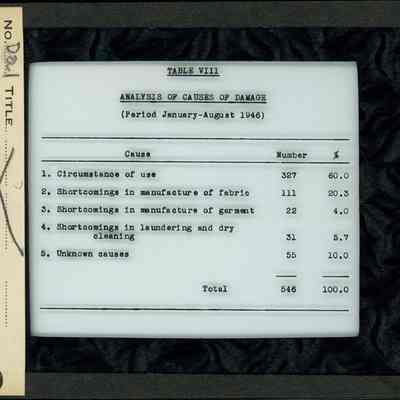 TABLE VIII
ANALYSIS OF CAUSES OF DAMAGE
(Period January-August 1946)
Cause Number %
1. Circumstance of use 327 60.0
2. Shortcomings in manufacture of fabric 111 20.3
3. Shortcomings in manufacture of garment 22 4.0
4. Shortcomings in laundering and dry
cleaning 31 5.7
5. Unknown causes 55 10.0
Total 546 100.0
No. TITLE